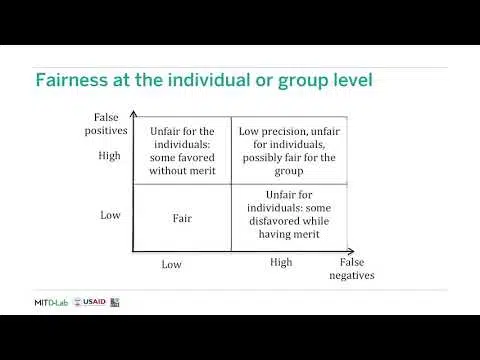 Fairness at the individual or group level
False
positives
High
Low
Unfair for the
individuals:
some favored
without merit
Low precision, unfair
for individuals,
possibly fair for the
group
Fair
Unfair for
individuals: some
disfavored while
having merit
Low
High
False
negatives
MIT D-Lab
USAID